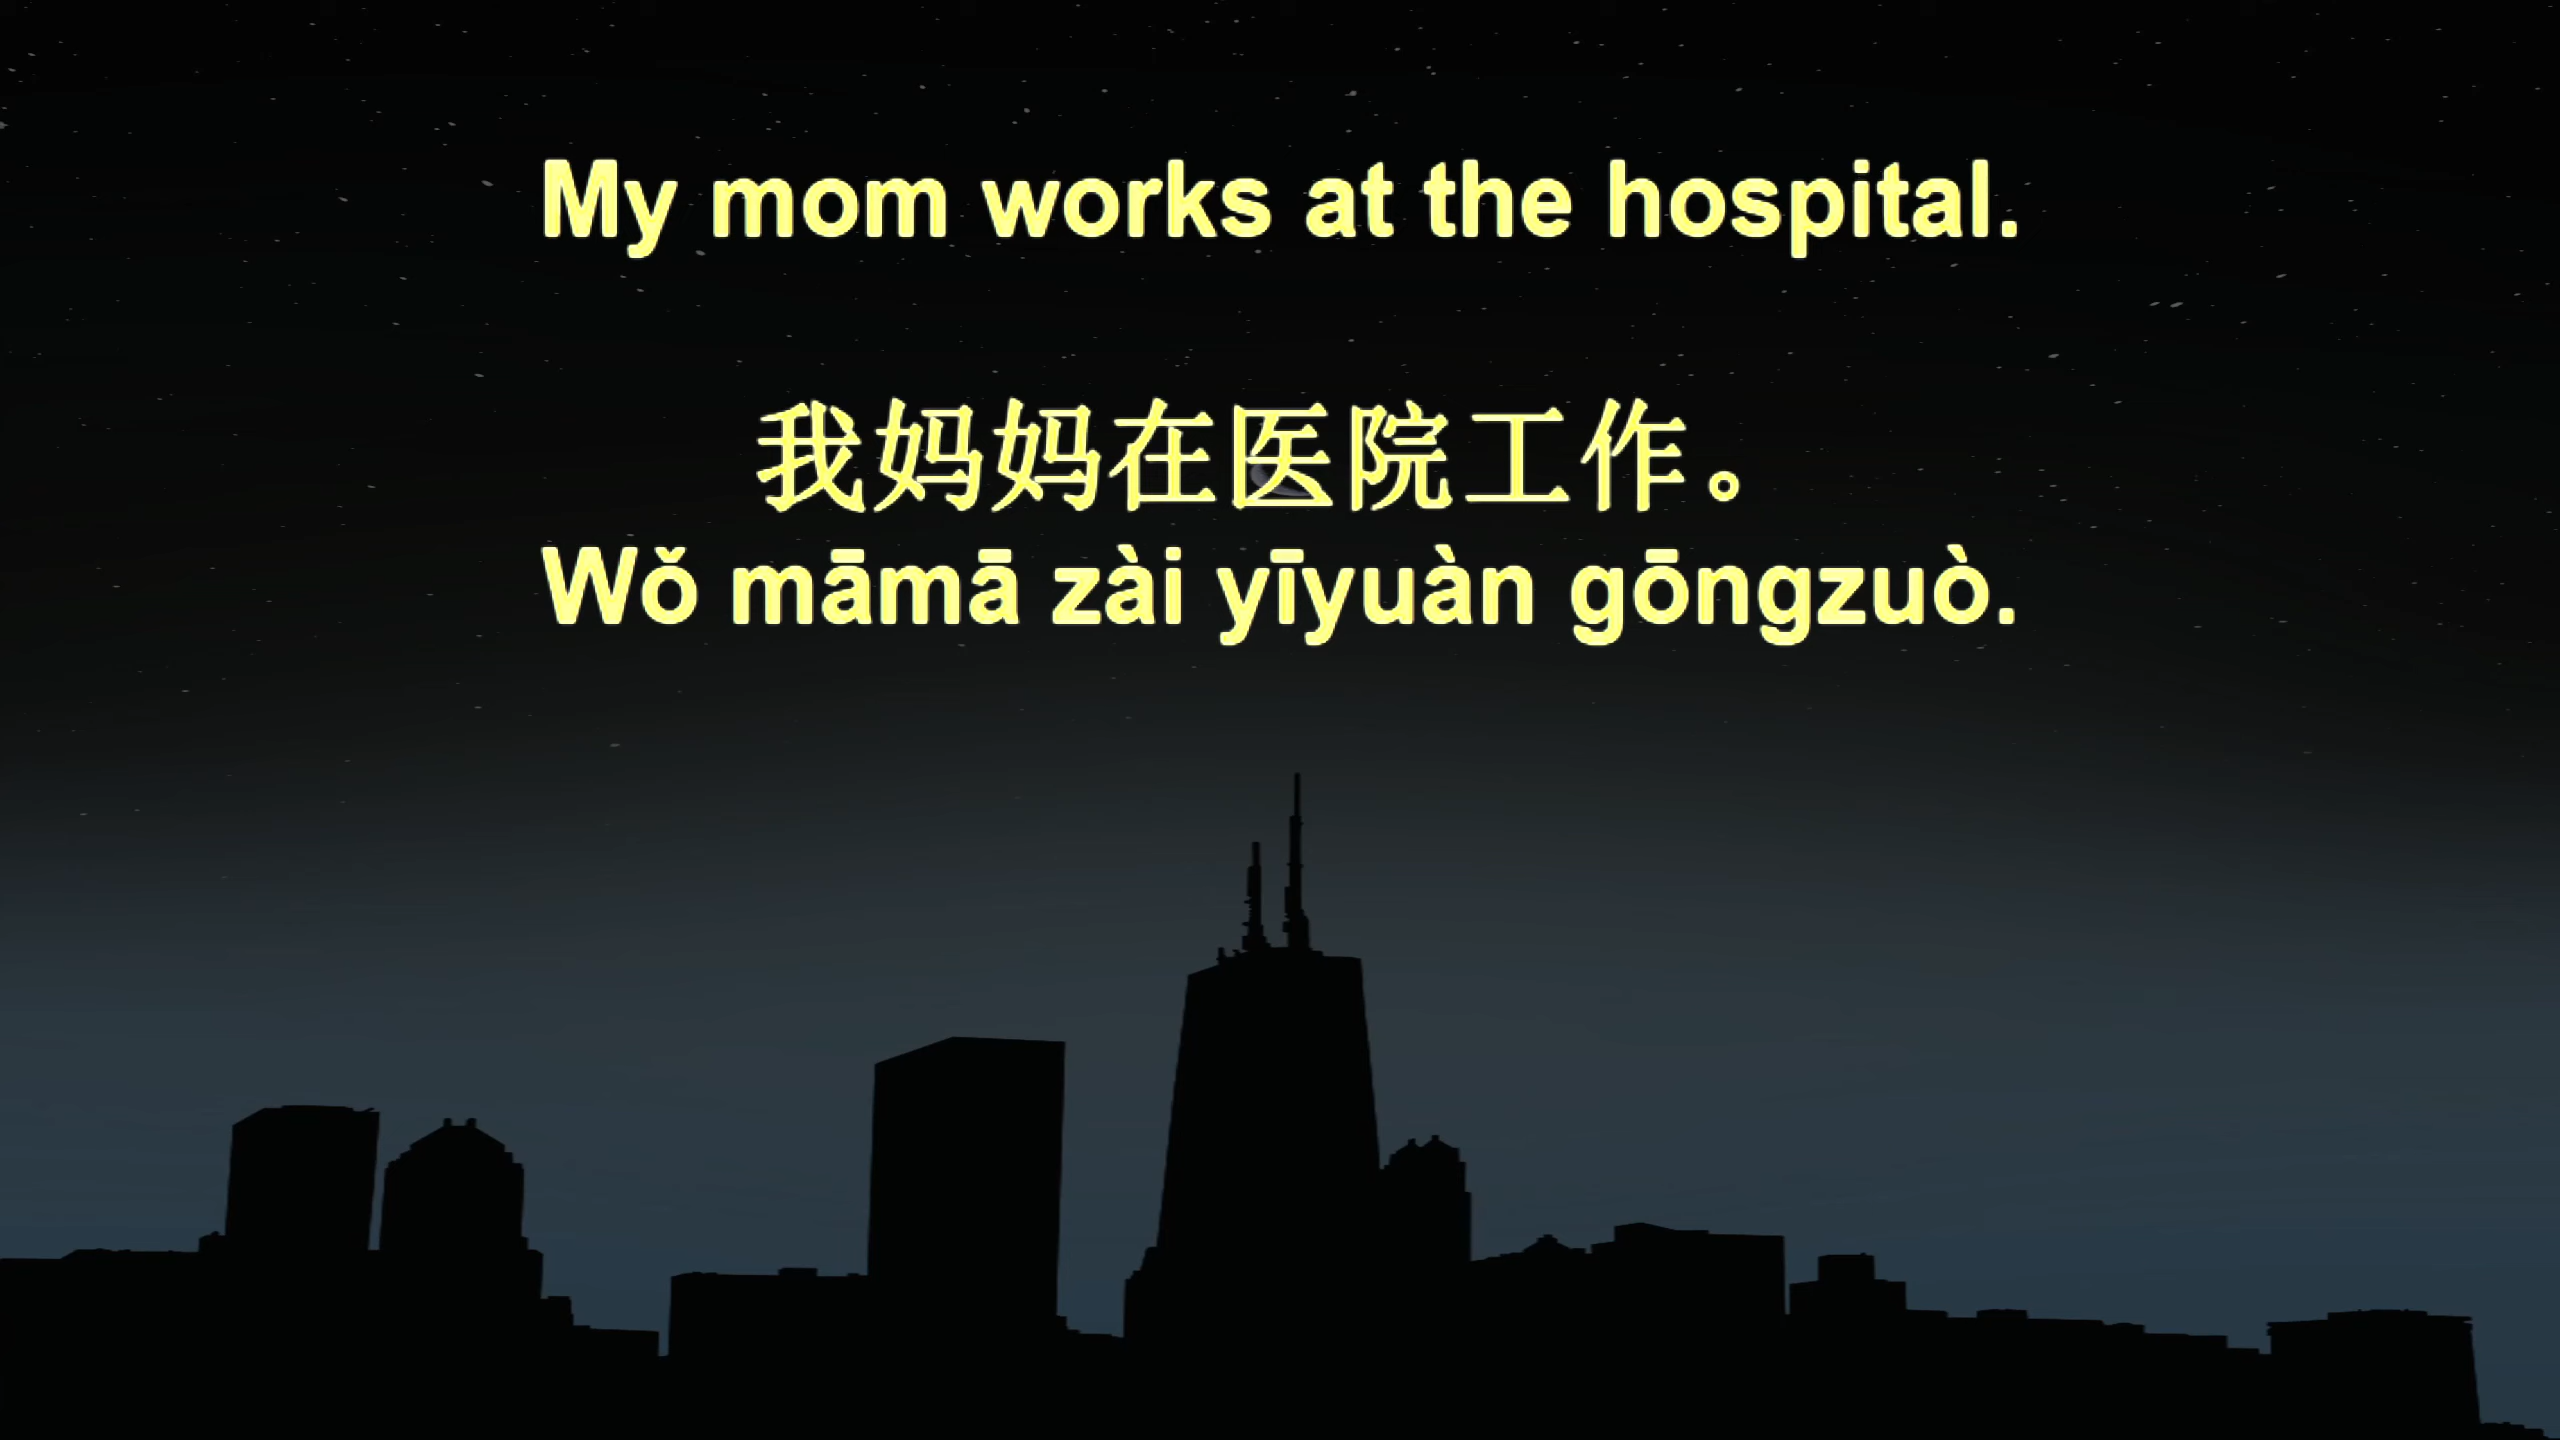 My mom works at the hospital.
我妈妈在医院工作。
Wǒ māmā zài yīyuàn gōngzuò.